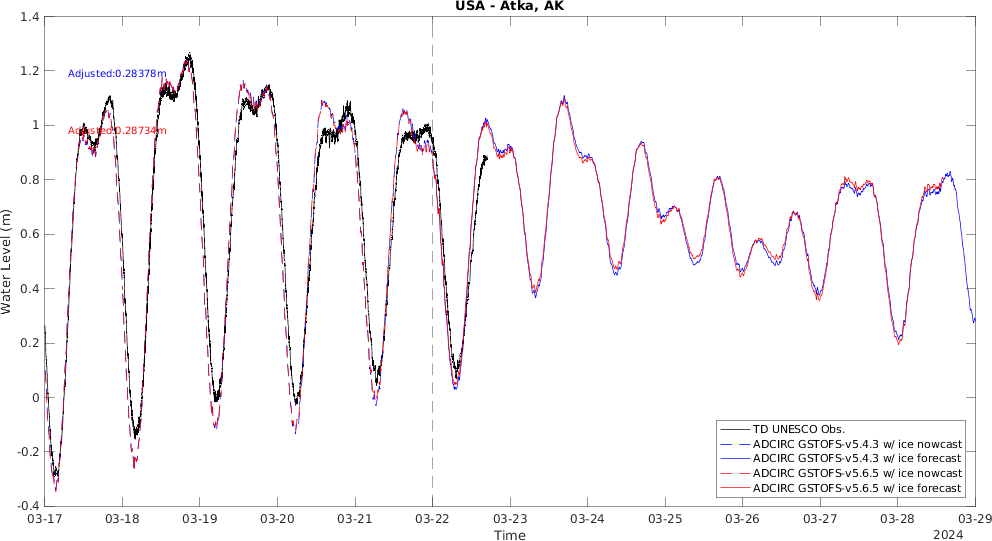 USA - Atka, AK
1.4
1.2
1
0.8
0.6
0.4
0.2
0
-0.2
-0.4
Water Level (m)
Adjusted:0.28378m
Adjusted:0.28734m
TD UNESCO Obs.
ADCIRC GSTOFS-v5.4.3 w/ ice nowcast
ADCIRC GSTOFS-v5.4.3 w/ ice forecast
ADCIRC GSTOFS-v5.6.5 w/ ice nowcast
ADCIRC GSTOFS-v5.6.5 w/ ice forecast
03-17 03-18 03-19 03-20 03-21 03-22 03-23 03-24 03-25 03-26 03-27 03-28 03-29
Time
2024